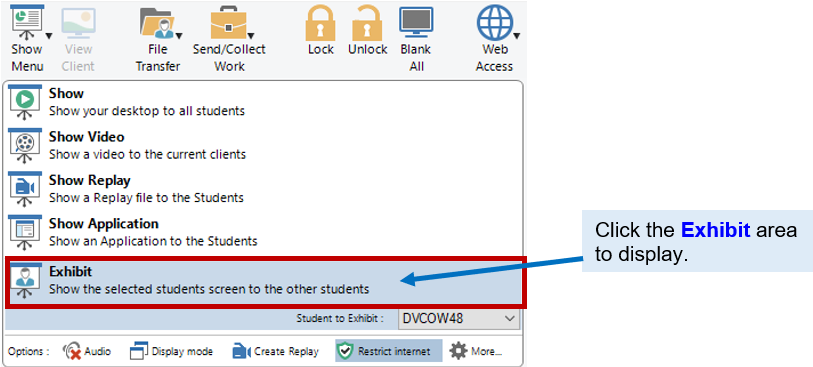 Show Menu
View Client
File Transfer
Send/Collect Work
Lock
Unlock
Blank All
Web Access
Show
Show your desktop to all students
Show Video
Show a video to the current clients
Show Replay
Show a Replay file to the Students
Show Application
Show an Application to the Students
Exhibit
Show the selected students screen to the other students
Student to Exhibit : DVCOW48
Options : Audio Display mode Create Replay Restrict internet More...
Click the Exhibit area
to display.